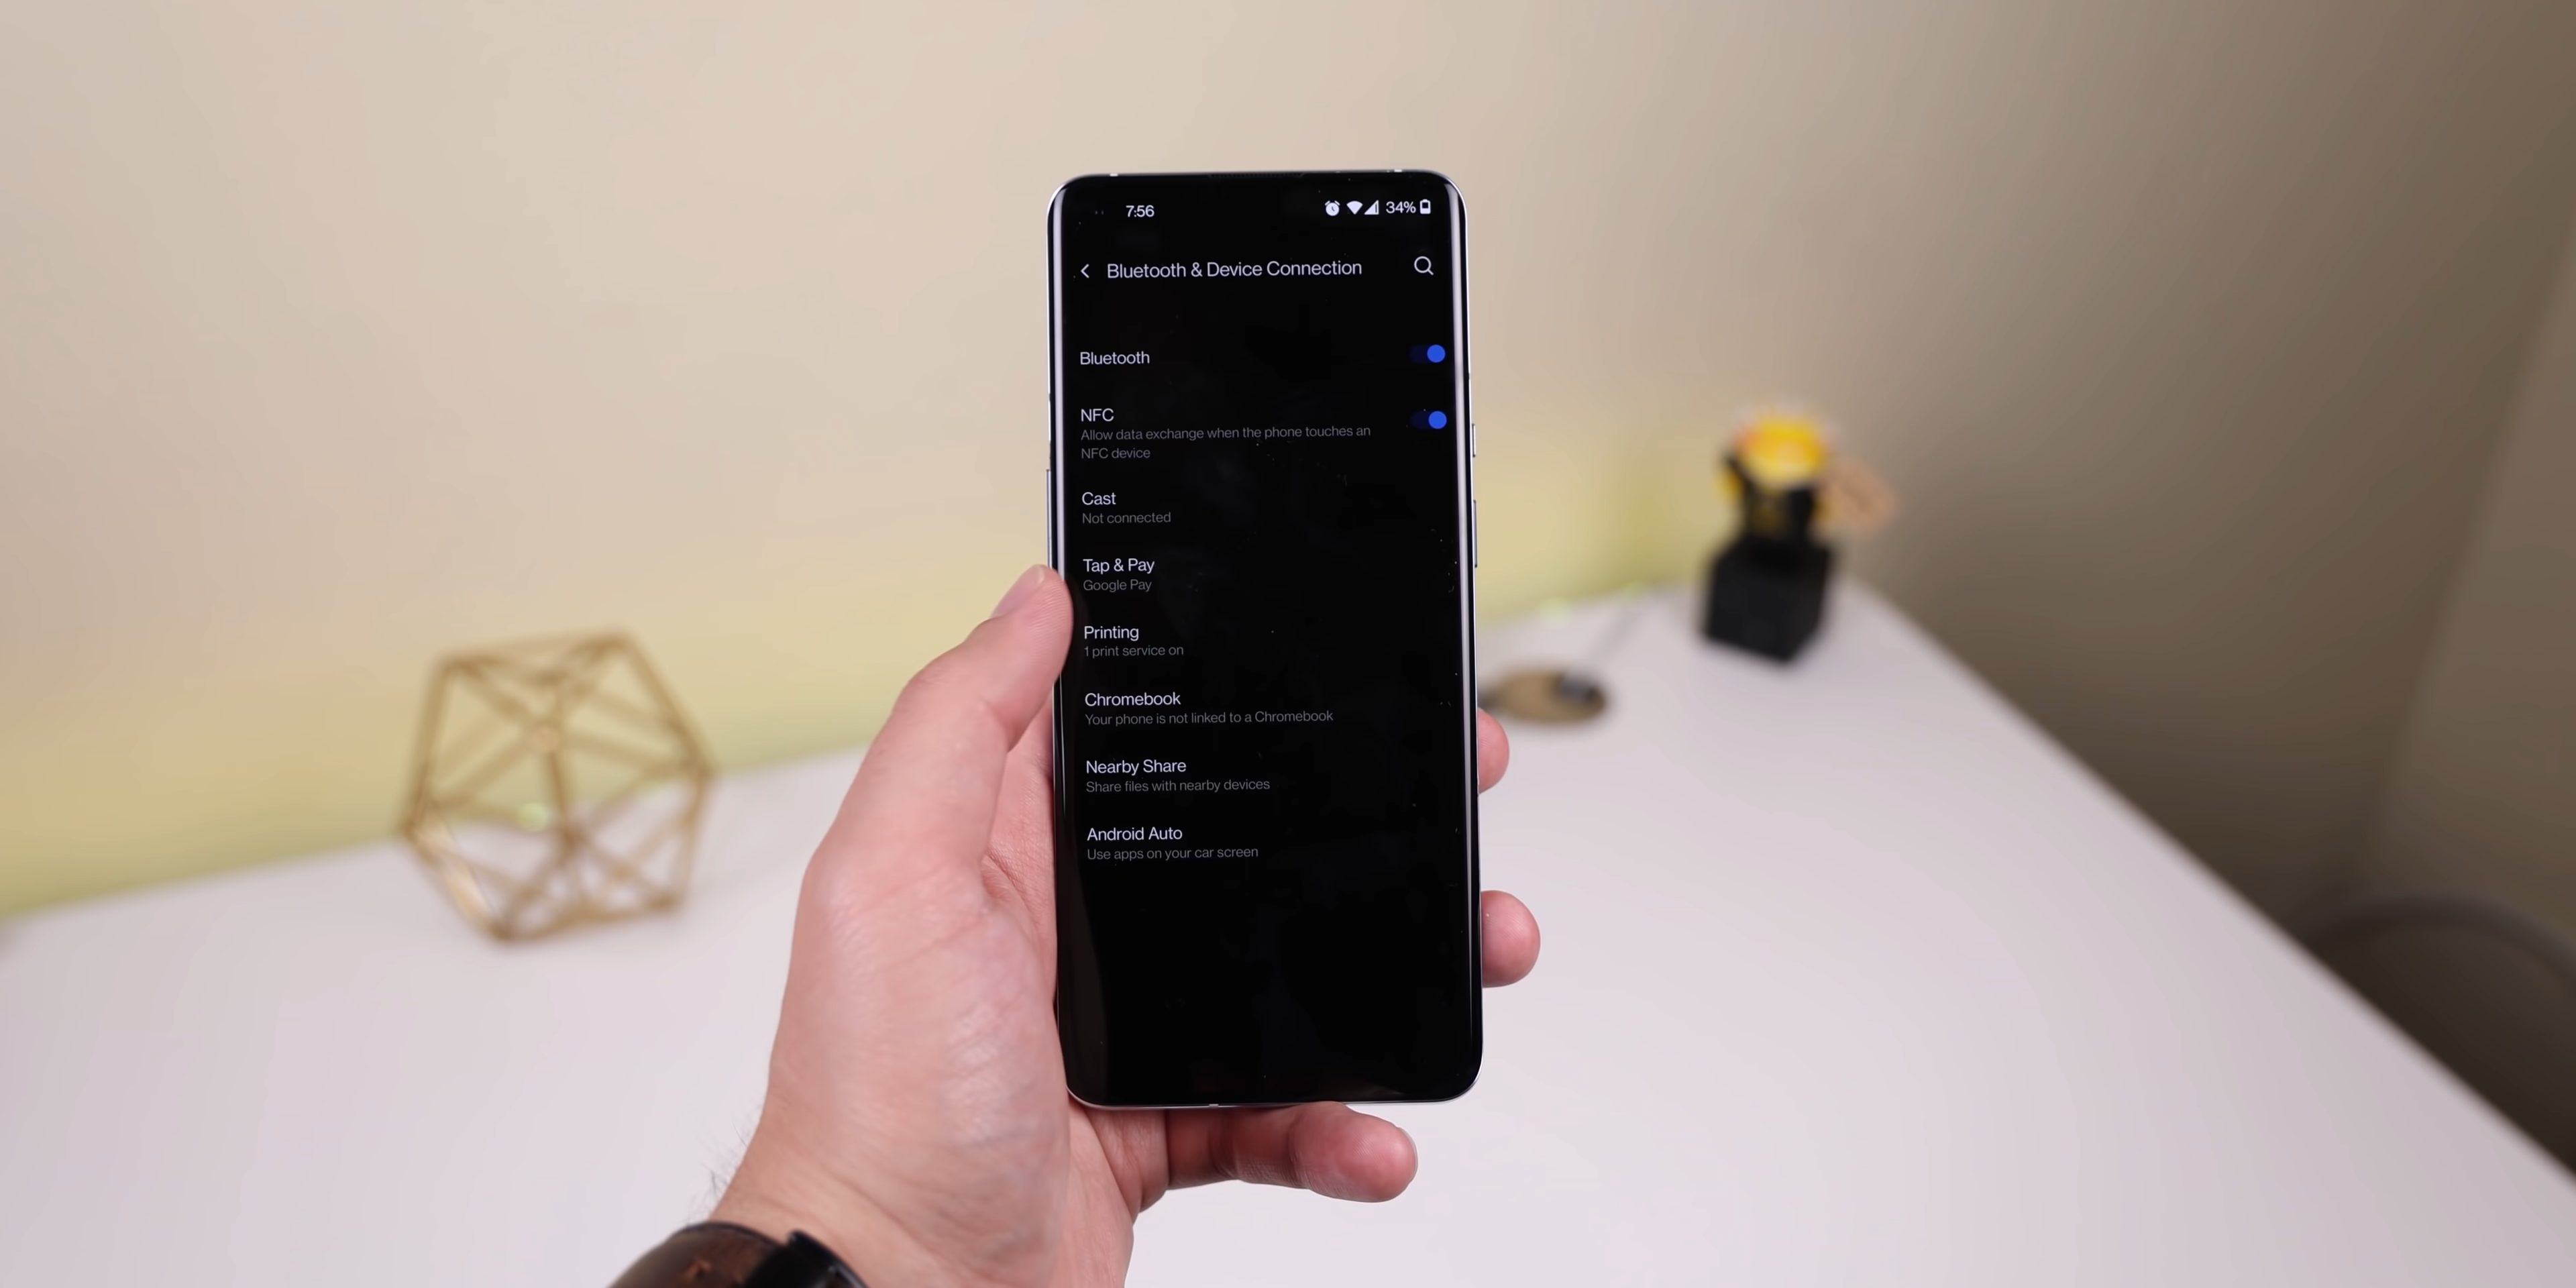 7:56 34%
Bluetooth & Device Connection
Bluetooth
NFC
Allow data exchange when the phone touches an
NFC device
Cast
Not connected
Tap & Pay
Google Pay
Printing
1 print service on
Chromebook
Your phone is not linked to a Chromebook
Nearby Share
Share files with nearby devices
Android Auto
Use apps on your car screen